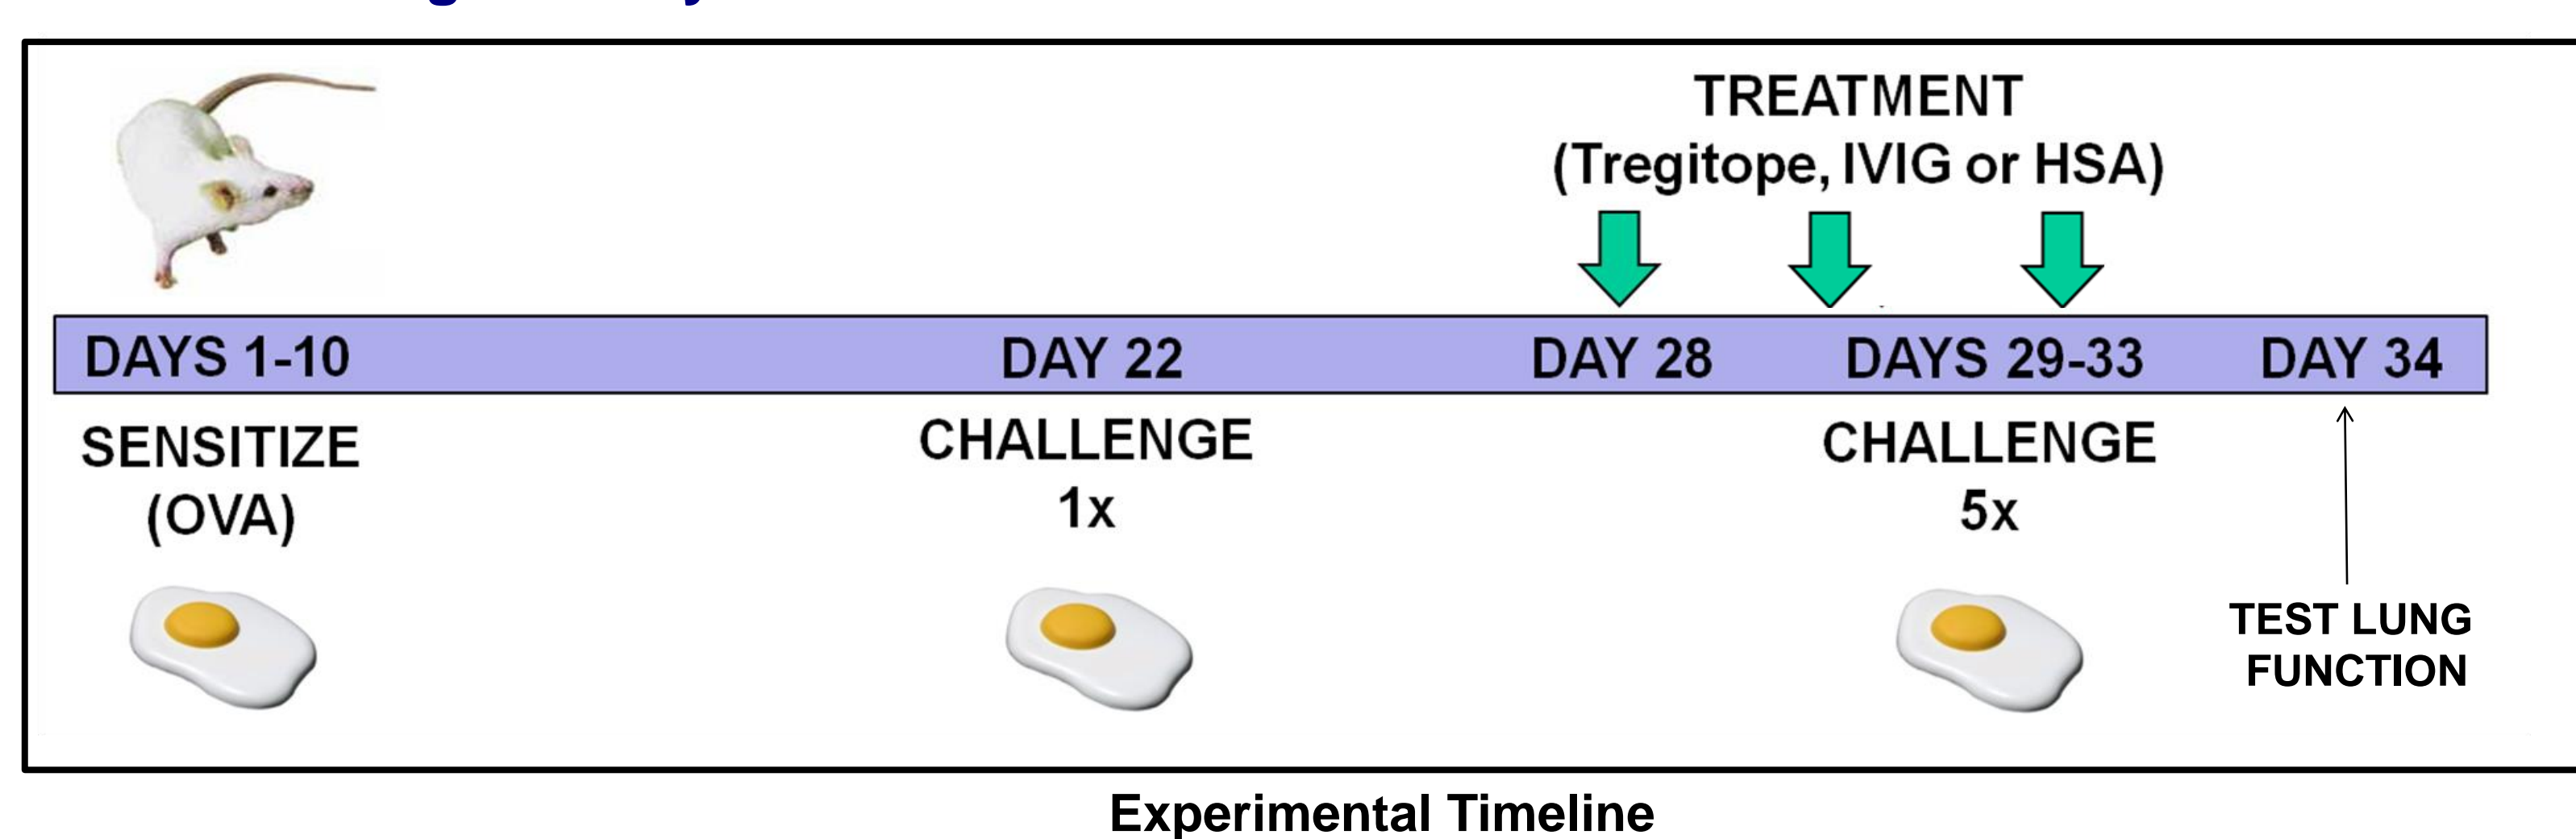 TREATMENT
(Tregitope, IVIG or HSA)
DAYS 1-10 DAY 22 DAY 28 DAYS 29-33 DAY 34
SENSITIZE
(OVA)
CHALLENGE
1x
CHALLENGE
5x
TEST LUNG
FUNCTION
Experimental Timeline